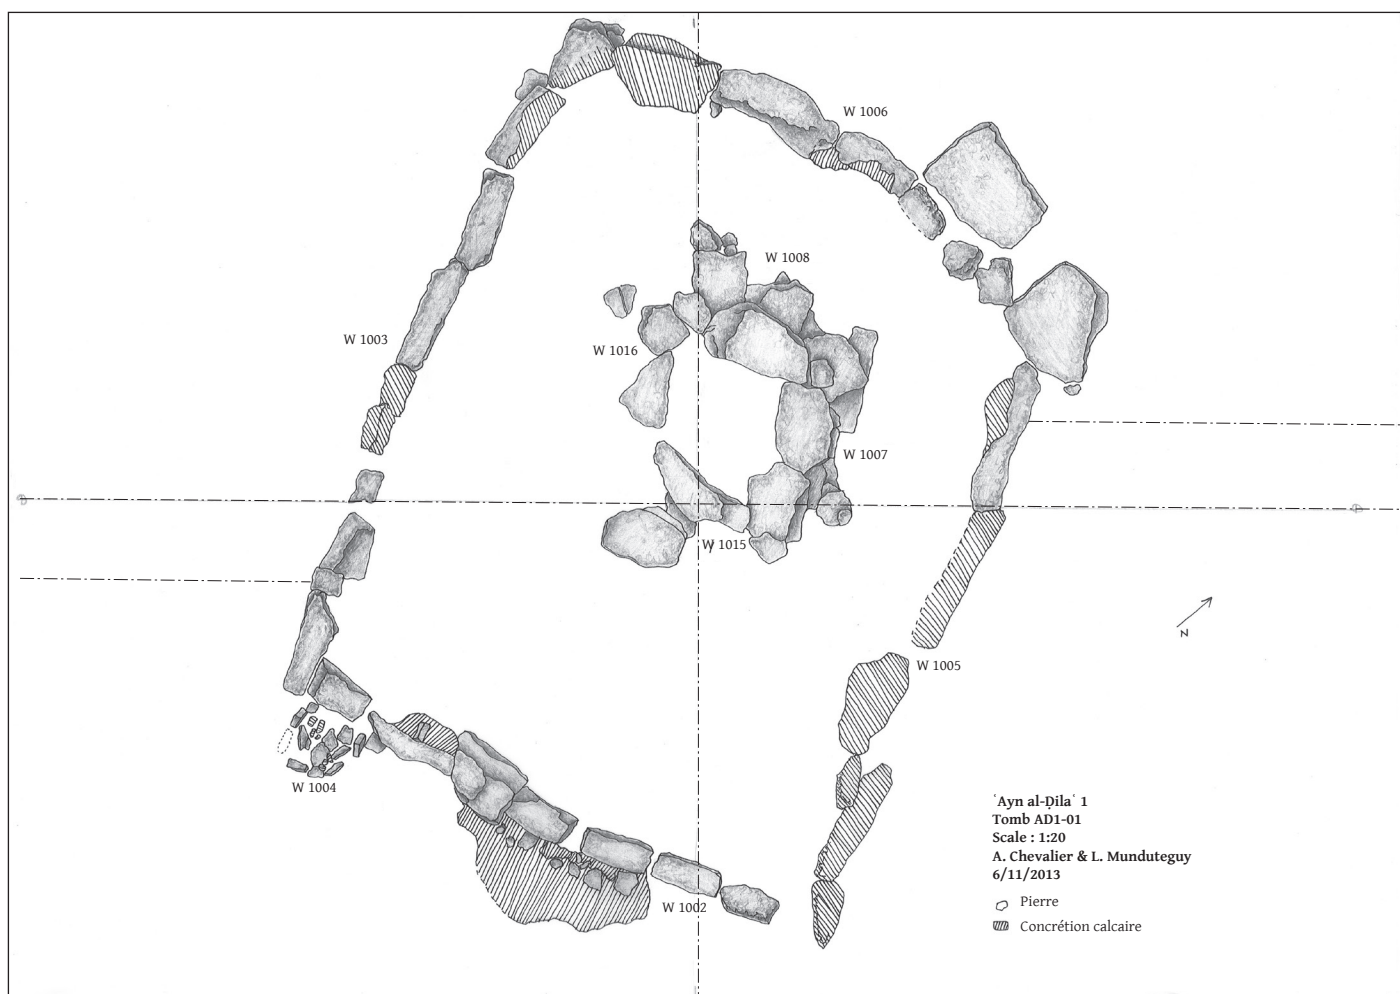 W 1006
W 1008
W 1003
W 1016
W 1007
W 1015
N
W 1005
W 1004
W 1002
ʿAyn al-Ḍilaʿ 1
Tomb AD1-01
Scale : 1:20
A. Chevalier & L. Munduteguy
6/11/2013
Pierre
Concrétion calcaire